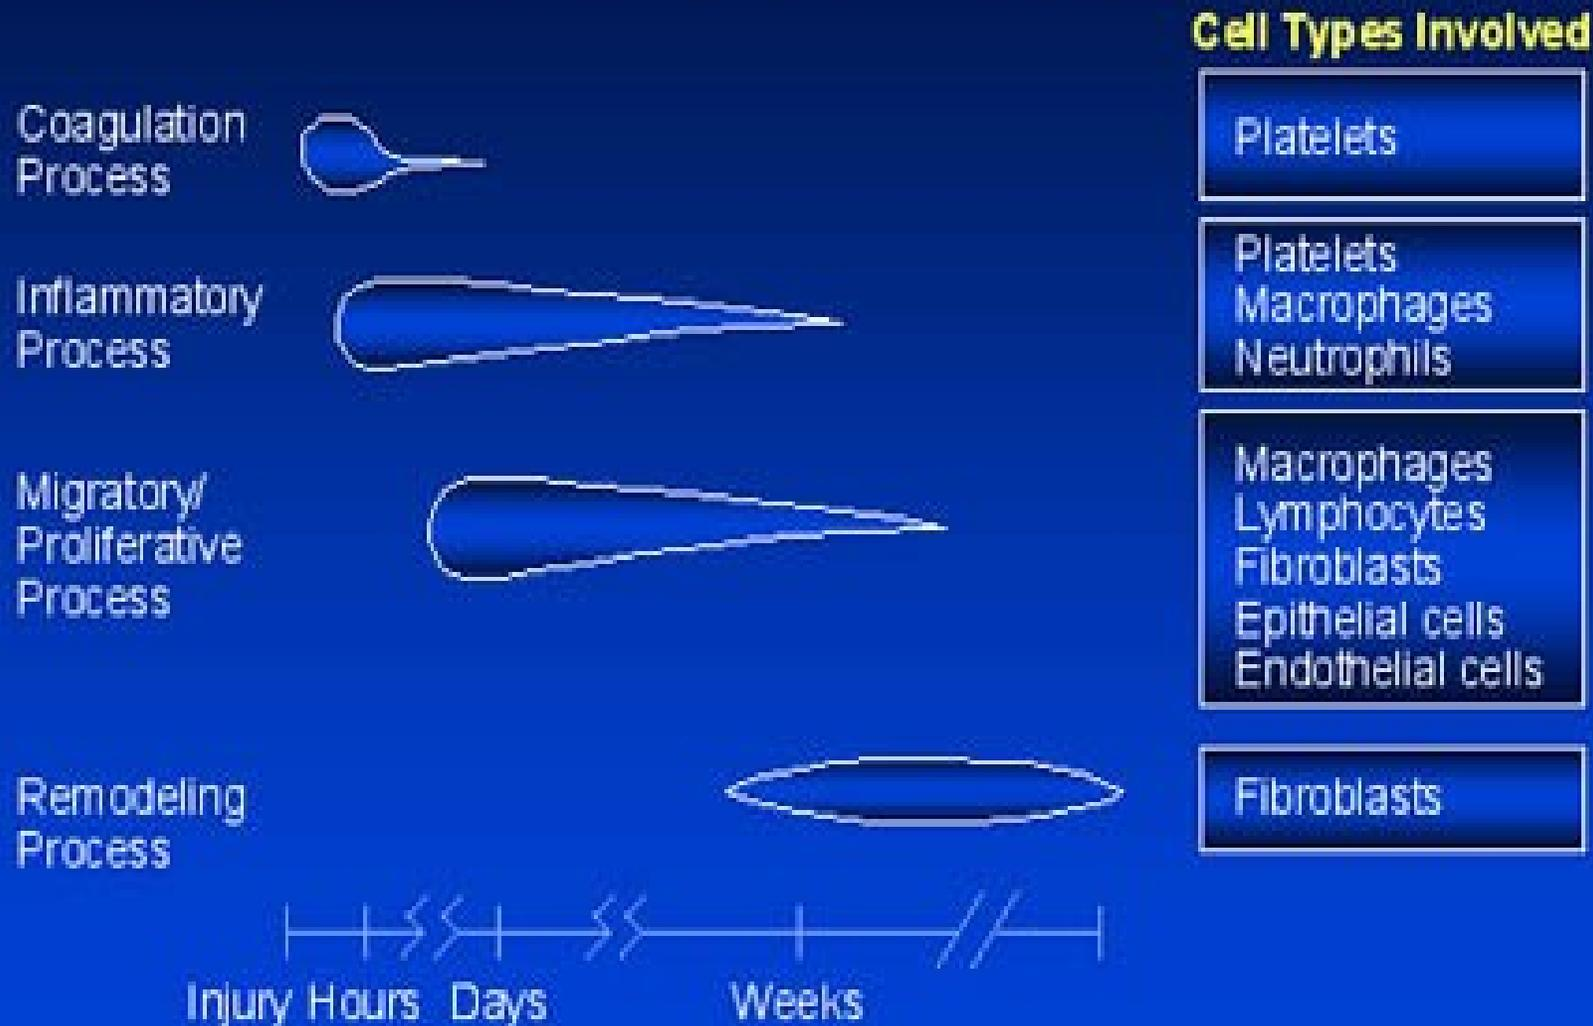 Cell Types Involved
Coagulation
Process
Platelets
Inflammatory
Process
Platelets
Macrophages
Neutrophils
Migratory/
Proliferative
Process
Macrophages
Lymphocytes
Fibroblasts
Epithelial cells
Endothelial cells
Remodeling
Process
Fibroblasts
Injury Hours Days Weeks